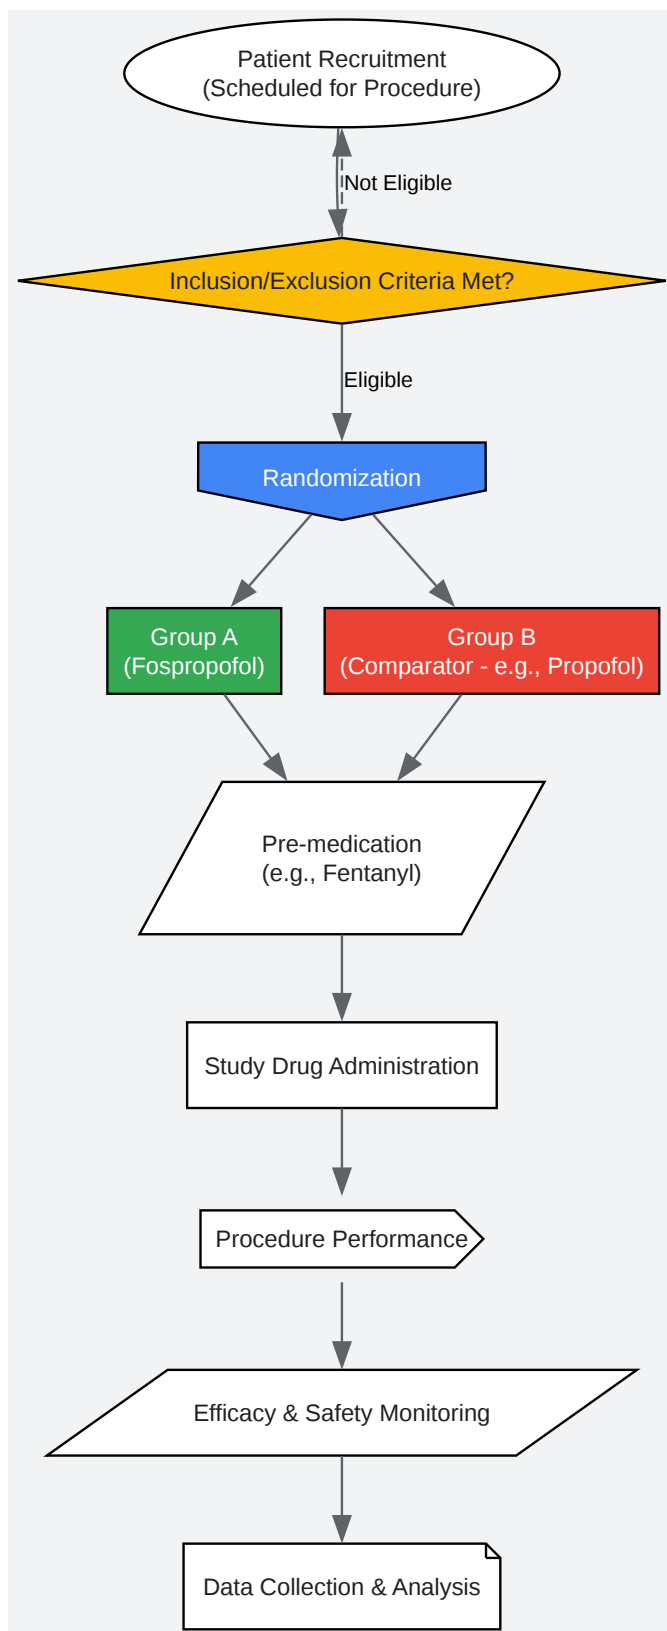 Patient Recruitment
(Scheduled for Procedure)
Not Eligible
Inclusion/Exclusion Criteria Met?
Eligible
Randomization
Group A
(Fospropofol)
Group B
(Comparator - e.g., Propofol)
Pre-medication
(e.g., Fentanyl)
Study Drug Administration
Procedure Performance
Efficacy & Safety Monitoring
Data Collection & Analysis